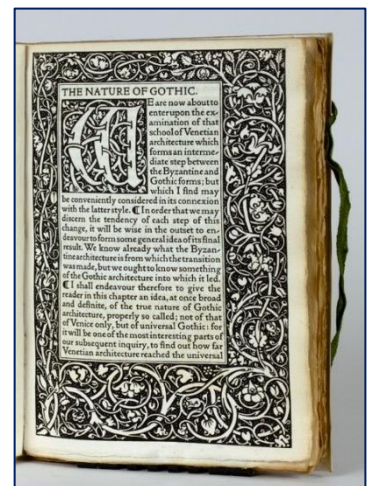 THE NATURE OF GOTHIC.
WE are now about to
enter upon the ex-
amination of that
school of Venetian
architecture which
forms an interme-
diate step between
the Byzantine and
Gothic forms; but
which I find may
be conveniently considered in its connexion
with the latter style. ❡ In order that we may
discern the tendency of each step of this
change, it will be wise in the outset to en-
deavour to form some general idea of its final
result. We know already what the Byzan-
tine architecture is from which the transition
was made, but we ought to know something
of the Gothic architecture into which it led.
❡ I shall endeavour therefore to give the
reader in this chapter an idea, at once broad
and definite, of the true nature of Gothic
architecture, properly so called; not of that
of Venice only, but of universal Gothic: for
it will be one of the most interesting parts of
our subsequent inquiry, to find out how far
Venetian architecture reached the universal